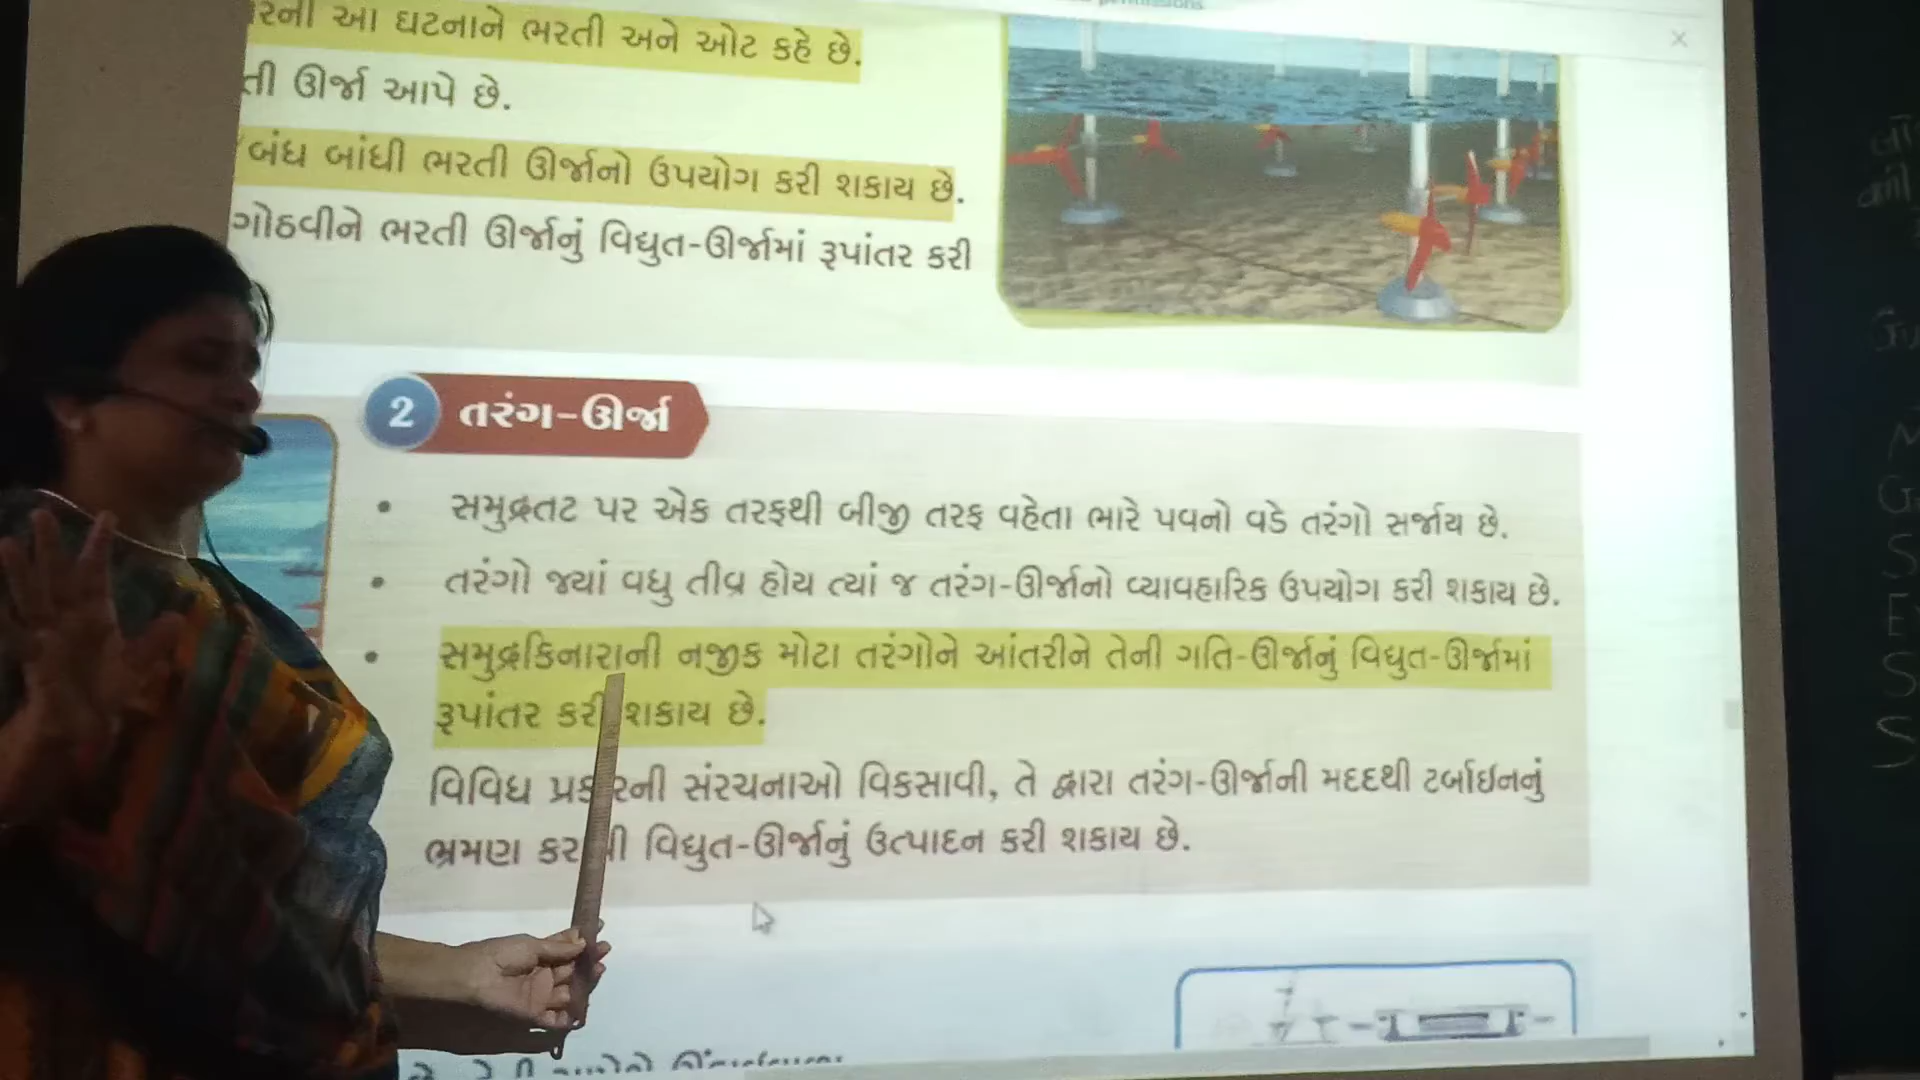 આ ઘટનાને ભરતી અને ઓટ કહે છે.
ઊર્જા આપે છે.
બંધ બાંધી ભરતી ઊર્જાનો ઉપયોગ કરી શકાય છે.
ગોઠવીને ભરતી ઊર્જાનું વિદ્યુત-ઊર્જામાં રૂપાંતર કરી
2 તરંગ-ઊર્જા
• સમુદ્રતટ પર એક તરફથી બીજી તરફ વહેતા ભારે પવનો વડે તરંગો સર્જાય છે.
• તરંગો જ્યાં વધુ તીવ્ર હોય ત્યાં જ તરંગ-ઊર્જાનો વ્યાવહારિક ઉપયોગ કરી શકાય છે.
• સમુદ્રકિનારાની નજીક મોટા તરંગોને આંતરીને તેની ગતિ-ઊર્જાનું વિદ્યુત-ઊર્જામાં
રૂપાંતર કરી શકાય છે.
વિવિધ પ્રકારની સંરચનાઓ વિકસાવી, તે દ્વારા તરંગ-ઊર્જાની મદદથી ટર્બાઇનનું
ભ્રમણ કરાવી વિદ્યુત-ઊર્જાનું ઉત્પાદન કરી શકાય છે.